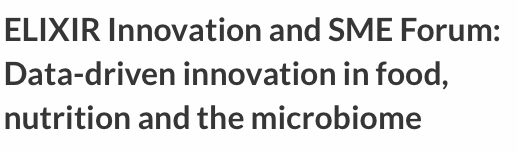 ELIXIR Innovation and SME Forum:
Data-driven innovation in food,
nutrition and the microbiome